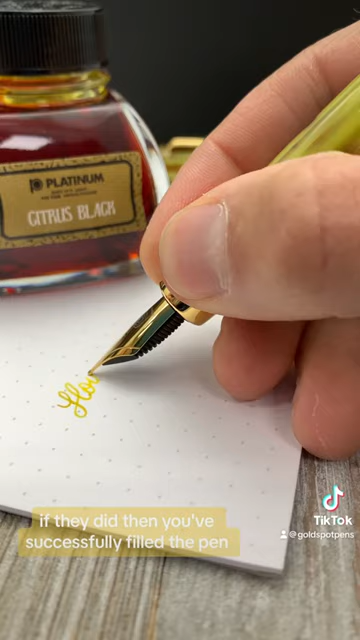 PLATINUM
CITRUS BLACK
if they did then you've
successfully filled the pen
TikTok
@goldspotpens